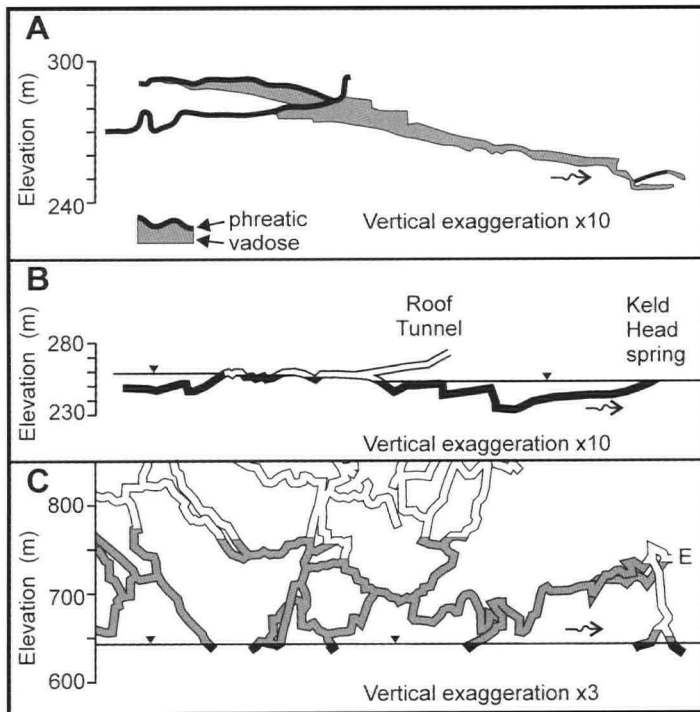 A
300
Elevation (m)
240
phreatic
vadose
Vertical exaggeration x10
B
280
Elevation (m)
230
Roof
Tunnel
Keld
Head
spring
Vertical exaggeration x10
C
800
Elevation (m)
700
600
E
Vertical exaggeration x3